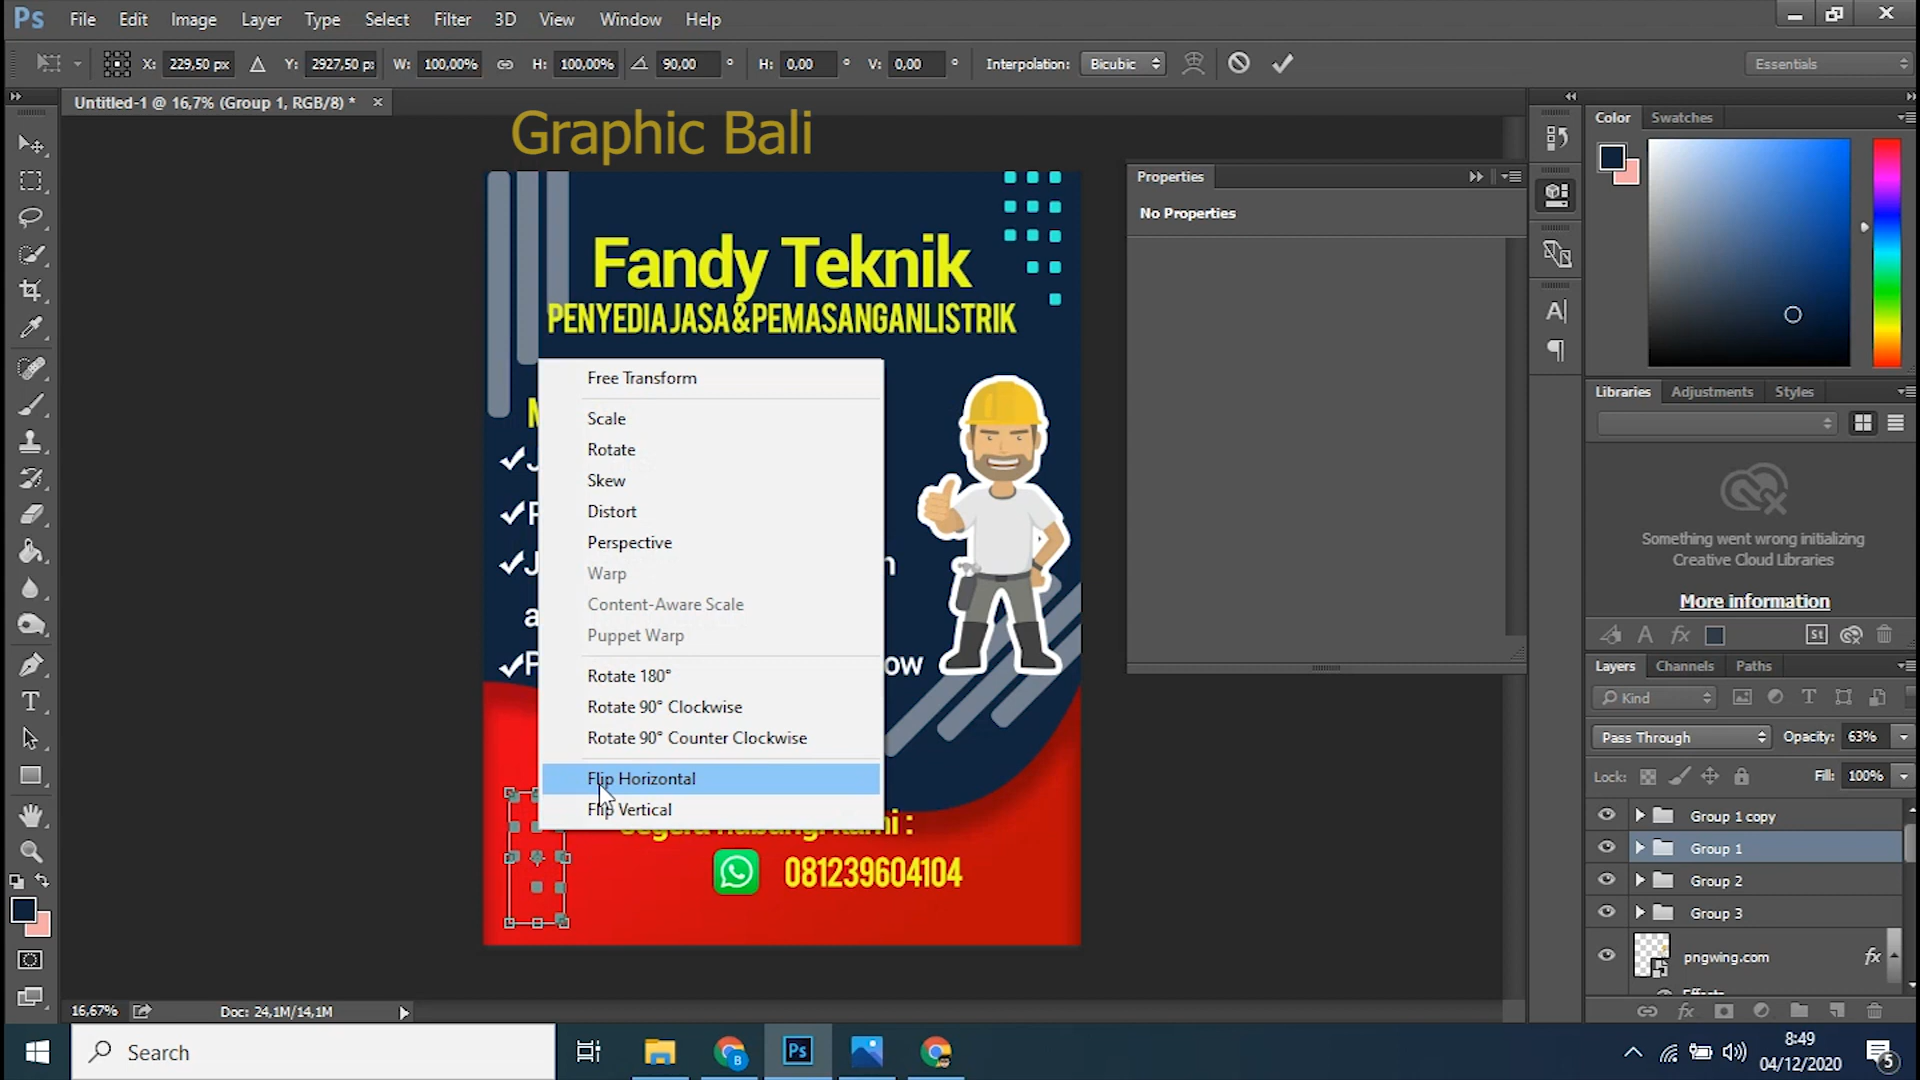 Ps File Edit Image Layer Type Select Filter 3D View Window Help
X: 229,50 px Y: 2927,50 p: W: 100,00% H: 100,00% 90,00 ° H: 0,00 ° V: 0,00 ° Interpolation: Bicubic Essentials
Untitled-1 @ 16,7% (Group 1, RGB/8) * ×
Graphic Bali
Fandy Teknik
PENYEDIA JASA & PEMASANGAN LISTRIK
Free Transform
Scale
Rotate
Skew
Distort
Perspective
Warp
Content-Aware Scale
Puppet Warp
Rotate 180°
Rotate 90° Clockwise
Rotate 90° Counter Clockwise
Flip Horizontal
Flip Vertical
081239604104
Properties
No Properties
Color Swatches
Libraries Adjustments Styles
Something went wrong initializing
Creative Cloud Libraries
More information
St
Layers Channels Paths
Kind
Pass Through Opacity: 63%
Lock: Fill: 100%
Group 1 copy
Group 1
Group 2
Group 3
pngwing.com fx
16,67% Doc: 24,1M/14,1M
Search
8:49
04/12/2020
5